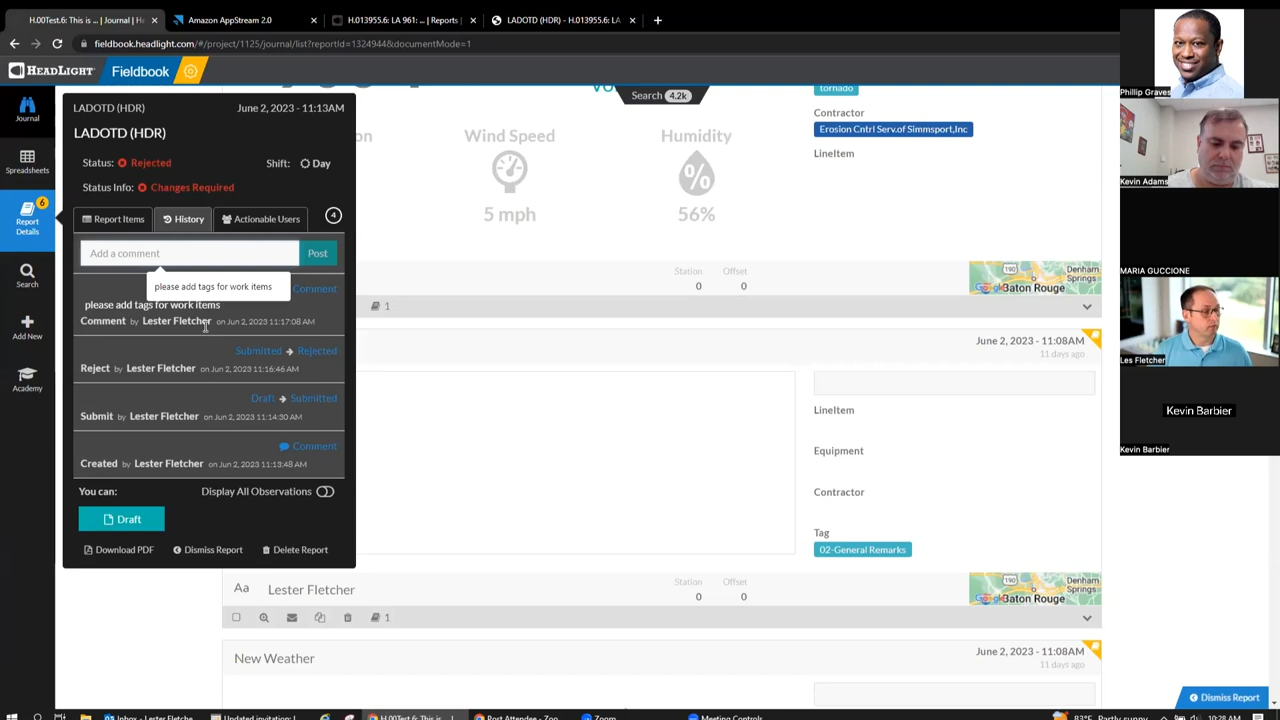 H.00Test 6: This is ... | Journal | He
Amazon AppStream 2.0
H.013955.6: LA 961: ... | Reports |
LADOTD (HDR) - H.013955.6: LA
fieldbook.headlight.com/#/project/1125/journal/list?reportId=1324944&documentMode=1
HEADLIGHT Fieldbook
Search 4.2k
Journal
Spreadsheets
6
Report Details
Search
Add New
Academy
LADOTD (HDR) June 2, 2023 - 11:13AM
LADOTD (HDR)
Status: Rejected Shift: Day
Status Info: Changes Required
Report Items History Actionable Users 4
Add a comment Post
please add tags for work items
Comment
please add tags for work items
Comment by Lester Fletcher on Jun 2, 2023 11:17:08 AM
Submitted → Rejected
Reject by Lester Fletcher on Jun 2, 2023 11:16:46 AM
Draft → Submitted
Submit by Lester Fletcher on Jun 2, 2023 11:14:30 AM
Comment
Created by Lester Fletcher on Jun 2, 2023 11:13:48 AM
You can: Display All Observations
Draft
Download PDF Dismiss Report Delete Report
Wind Speed Humidity
%
5 mph 56%
tornado
Contractor
Erosion Cntrl Serv.of Simmsport,Inc
LineItem
Station Offset
0 0
190 Denham Springs
Google Baton Rouge
1
June 2, 2023 - 11:08AM
11 days ago
LineItem
Equipment
Contractor
Tag
02-General Remarks
Aa Lester Fletcher
Station Offset
0 0
190 Denham Springs
Google Baton Rouge
1
New Weather
June 2, 2023 - 11:08AM
11 days ago
Dismiss Report
Phillip Graves
Kevin Adams
MARIA GUCCIONE
Les Fletcher
Kevin Barbier
Kevin Barbier
Inbox - Lester Fletche
Updated invitation: L
H.00Test 6: This is
Post Attendee - Zoo
Zoom
Meeting Controls
83°F Partly sunny
10:28 AM